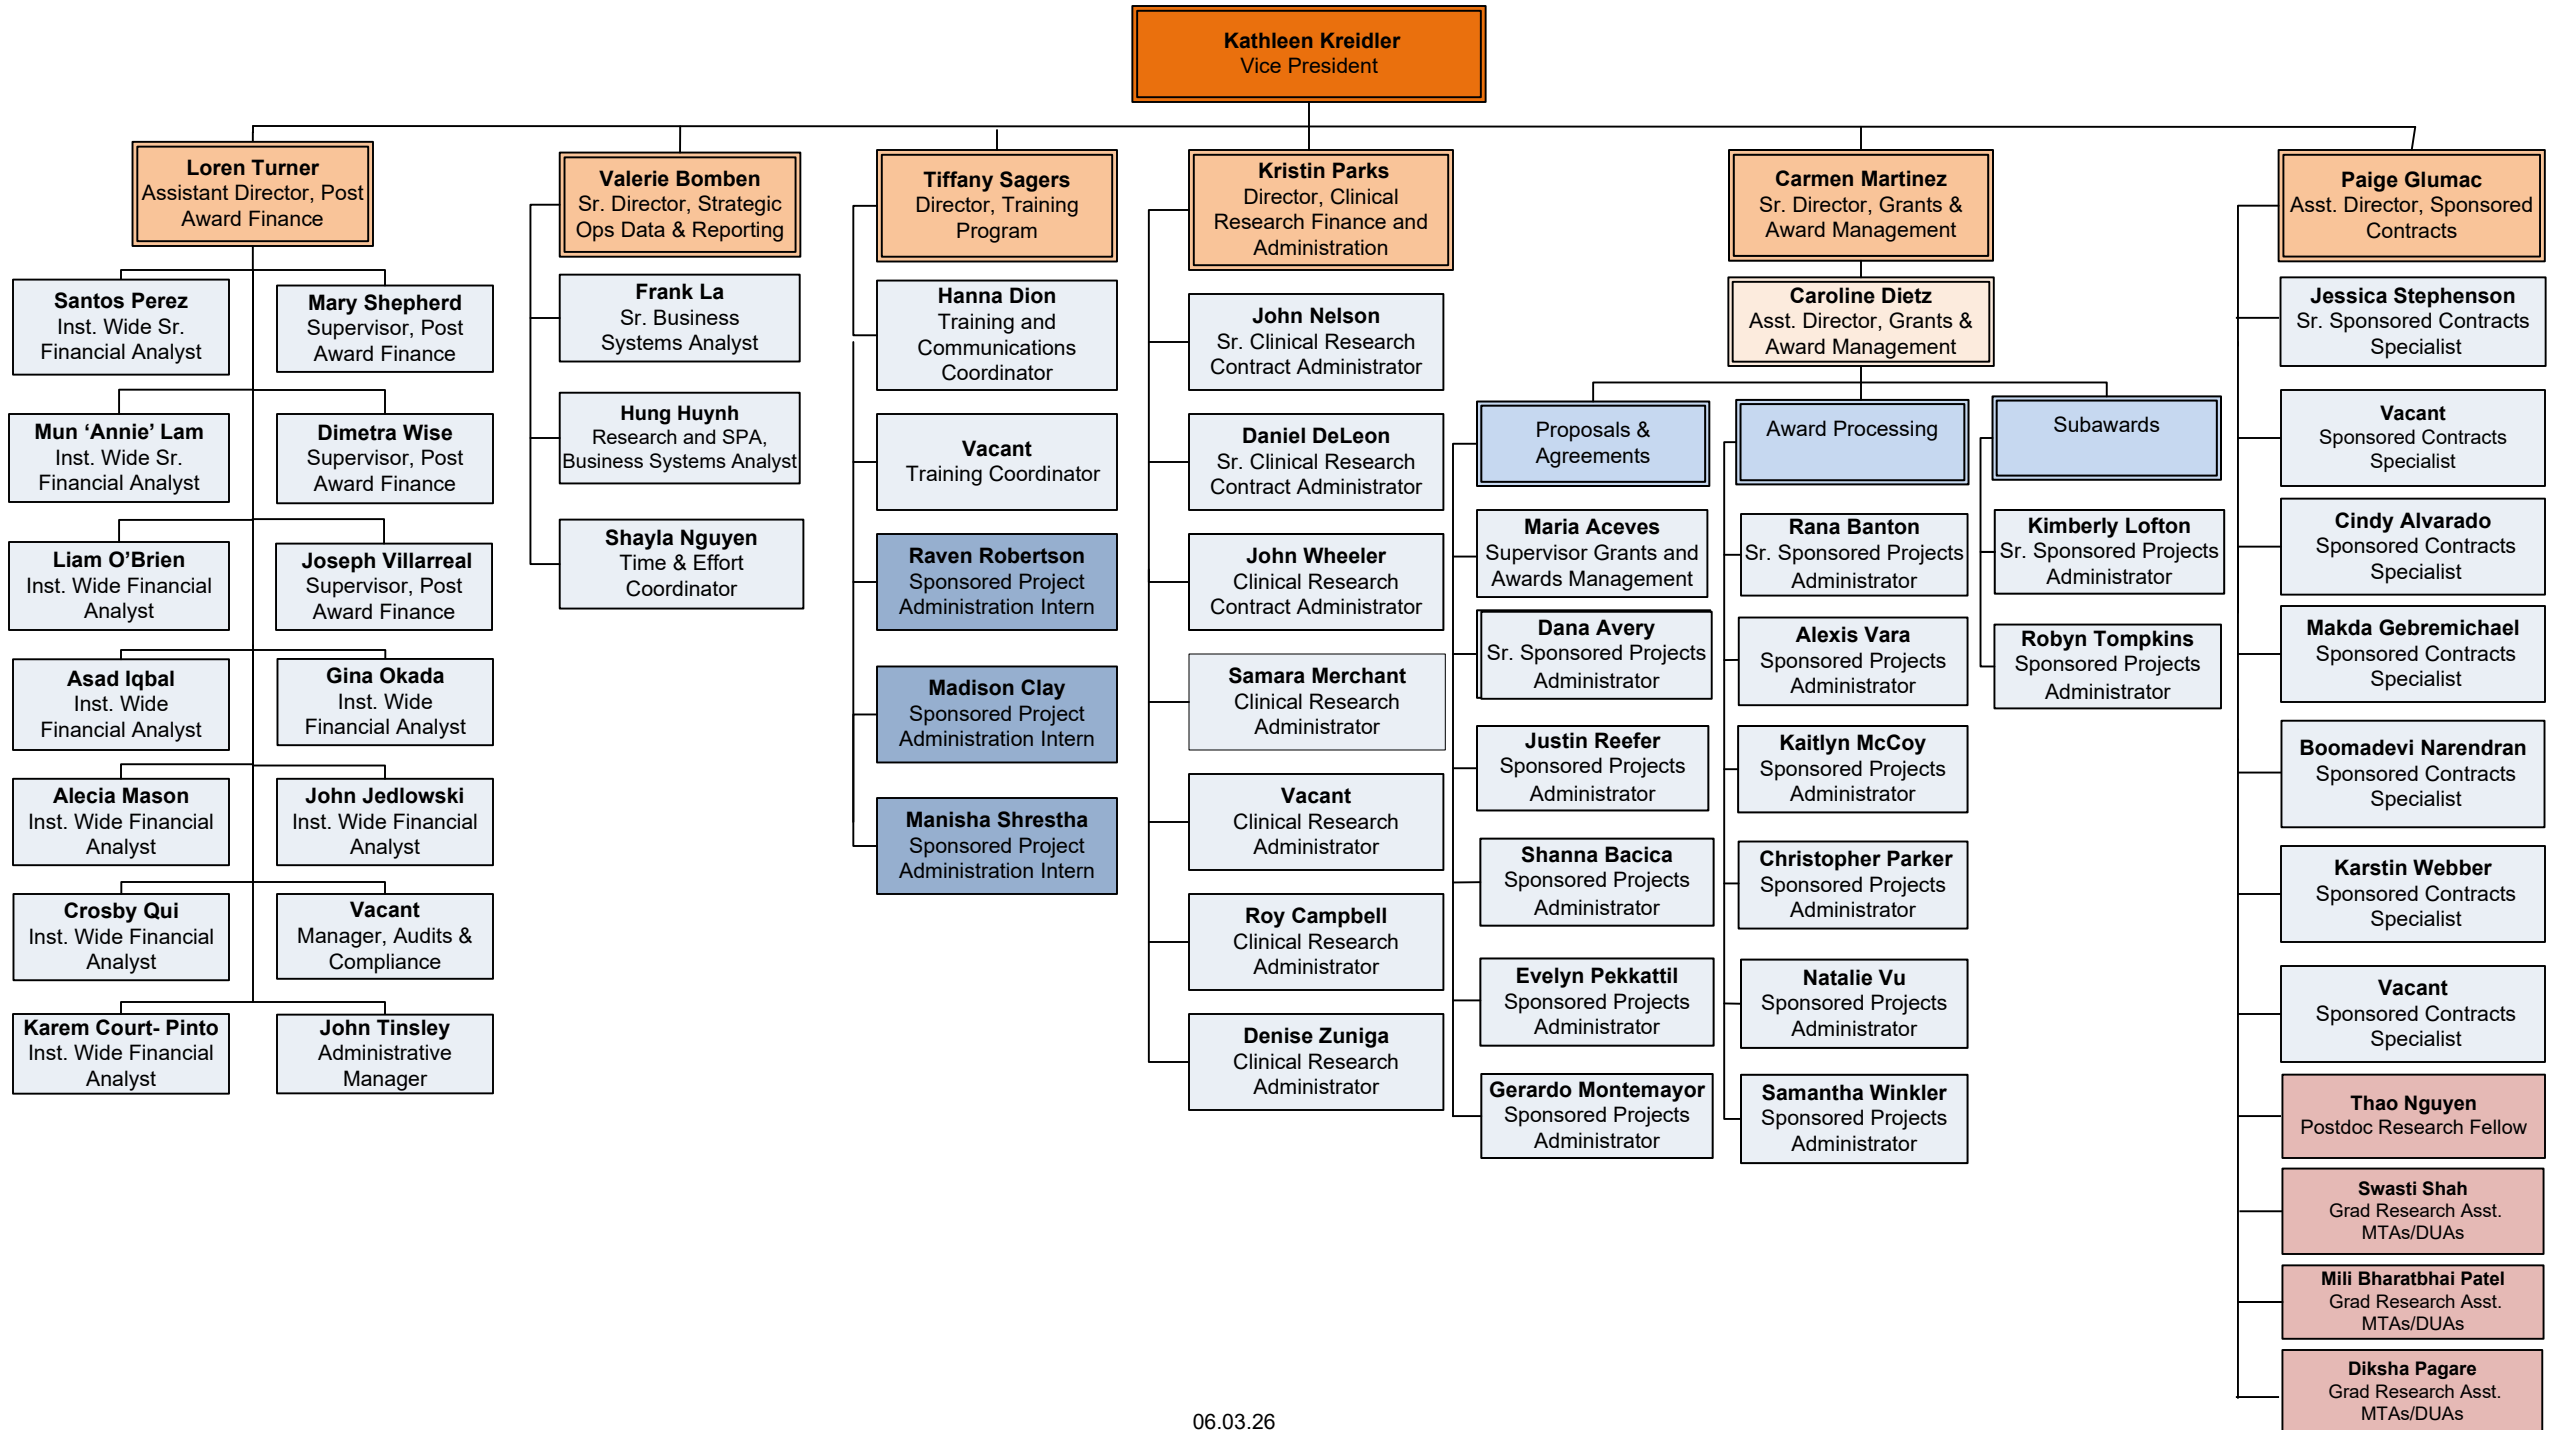 Kathleen Kreidler
Vice President
Loren Turner
Assistant Director, Post
Award Finance
Santos Perez
Inst. Wide Sr.
Financial Analyst
Mary Shepherd
Supervisor, Post
Award Finance
Mun ‘Annie’ Lam
Inst. Wide Sr.
Financial Analyst
Dimetra Wise
Supervisor, Post
Award Finance
Liam O’Brien
Inst. Wide Financial
Analyst
Joseph Villarreal
Supervisor, Post
Award Finance
Asad Iqbal
Inst. Wide
Financial Analyst
Gina Okada
Inst. Wide
Financial Analyst
Alecia Mason
Inst. Wide Financial
Analyst
John Jedlowski
Inst. Wide Financial
Analyst
Crosby Qui
Inst. Wide Financial
Analyst
Vacant
Manager, Audits &
Compliance
Karem Court- Pinto
Inst. Wide Financial
Analyst
John Tinsley
Administrative
Manager
Valerie Bomben
Sr. Director, Strategic
Ops Data & Reporting
Frank La
Sr. Business
Systems Analyst
Hung Huynh
Research and SPA,
Business Systems Analyst
Shayla Nguyen
Time & Effort
Coordinator
Tiffany Sagers
Director, Training
Program
Hanna Dion
Training and
Communications
Coordinator
Vacant
Training Coordinator
Raven Robertson
Sponsored Project
Administration Intern
Madison Clay
Sponsored Project
Administration Intern
Manisha Shrestha
Sponsored Project
Administration Intern
Kristin Parks
Director, Clinical
Research Finance and
Administration
John Nelson
Sr. Clinical Research
Contract Administrator
Daniel DeLeon
Sr. Clinical Research
Contract Administrator
John Wheeler
Clinical Research
Contract Administrator
Samara Merchant
Clinical Research
Administrator
Vacant
Clinical Research
Administrator
Roy Campbell
Clinical Research
Administrator
Denise Zuniga
Clinical Research
Administrator
Carmen Martinez
Sr. Director, Grants &
Award Management
Caroline Dietz
Asst. Director, Grants &
Award Management
Proposals &
Agreements
Maria Aceves
Supervisor Grants and
Awards Management
Dana Avery
Sr. Sponsored Projects
Administrator
Justin Reefer
Sponsored Projects
Administrator
Shanna Bacica
Sponsored Projects
Administrator
Evelyn Pekkattil
Sponsored Projects
Administrator
Gerardo Montemayor
Sponsored Projects
Administrator
Award Processing
Rana Banton
Sr. Sponsored Projects
Administrator
Alexis Vara
Sponsored Projects
Administrator
Kaitlyn McCoy
Sponsored Projects
Administrator
Christopher Parker
Sponsored Projects
Administrator
Natalie Vu
Sponsored Projects
Administrator
Samantha Winkler
Sponsored Projects
Administrator
Subawards
Kimberly Lofton
Sr. Sponsored Projects
Administrator
Robyn Tompkins
Sponsored Projects
Administrator
Paige Glumac
Asst. Director, Sponsored
Contracts
Jessica Stephenson
Sr. Sponsored Contracts
Specialist
Vacant
Sponsored Contracts
Specialist
Cindy Alvarado
Sponsored Contracts
Specialist
Makda Gebremichael
Sponsored Contracts
Specialist
Boomadevi Narendran
Sponsored Contracts
Specialist
Karstin Webber
Sponsored Contracts
Specialist
Vacant
Sponsored Contracts
Specialist
Thao Nguyen
Postdoc Research Fellow
Swasti Shah
Grad Research Asst.
MTAs/DUAs
Mili Bharatbhai Patel
Grad Research Asst.
MTAs/DUAs
Diksha Pagare
Grad Research Asst.
MTAs/DUAs
06.03.26